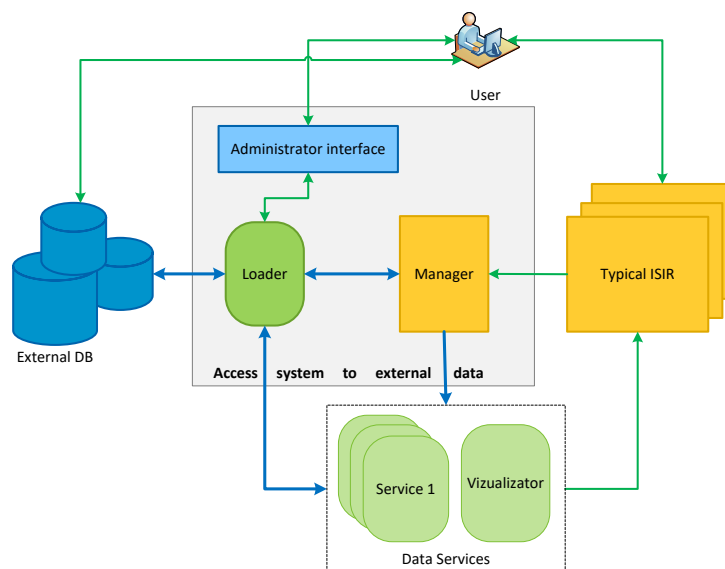 User
Administrator interface
Loader
Manager
Typical ISIR
External DB
Access system to external data
Service 1
Vizualizator
Data Services